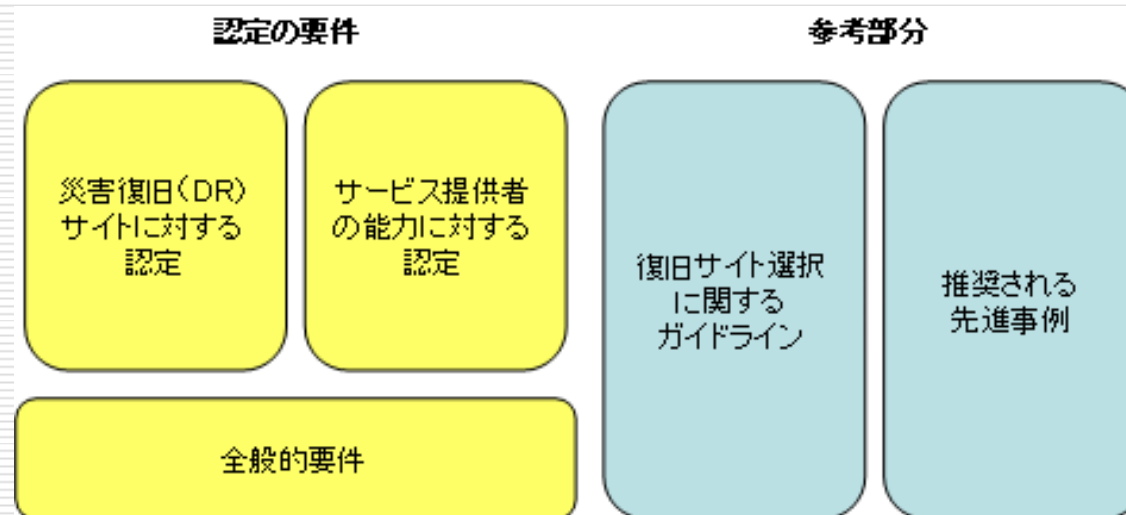 認定の要件
参考部分
災害復旧(DR)
サイトに対する
認定
サービス提供者
の能力に対する
認定
復旧サイト選択
に関する
ガイドライン
推奨される
先進事例
全般的要件